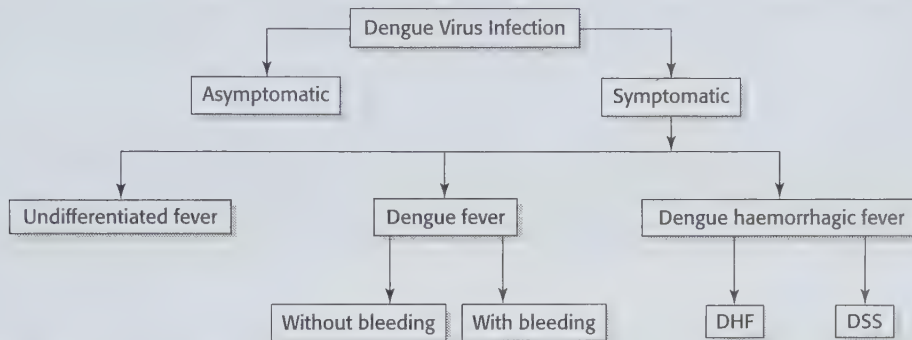 Dengue Virus Infection
Asymptomatic
Symptomatic
Undifferentiated fever
Dengue fever
Dengue haemorrhagic fever
Without bleeding
With bleeding
DHF
DSS